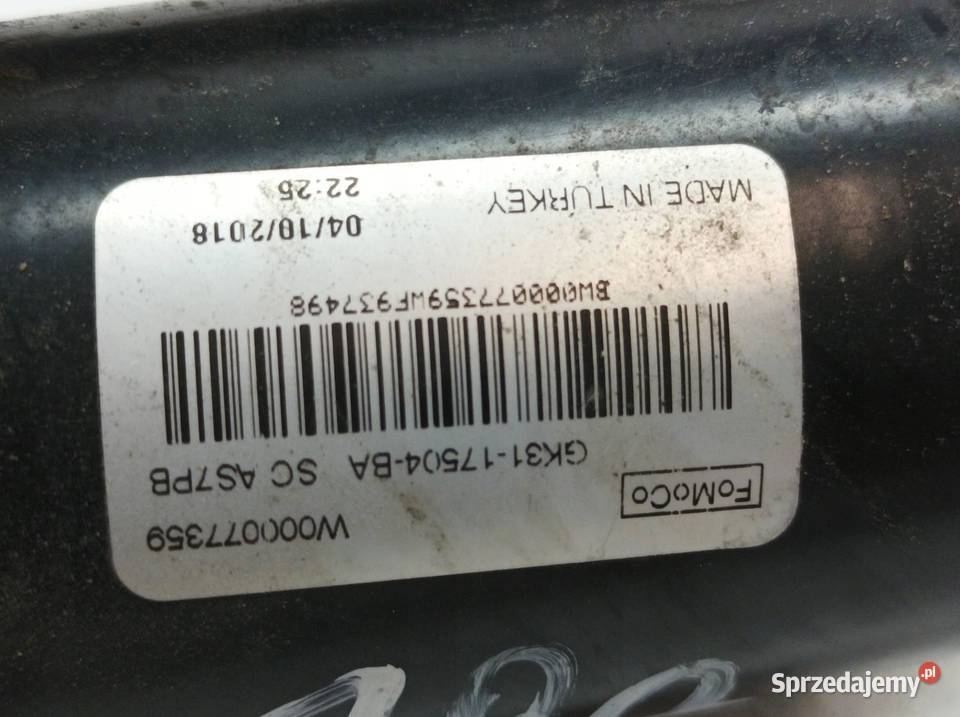 W000077359
FoMoCo
GK31-17504-BA SC AS7PB
BW000077359WF937498
MADE IN TURKEY
04/10/2018
22:25
Sprzedajemy.pl